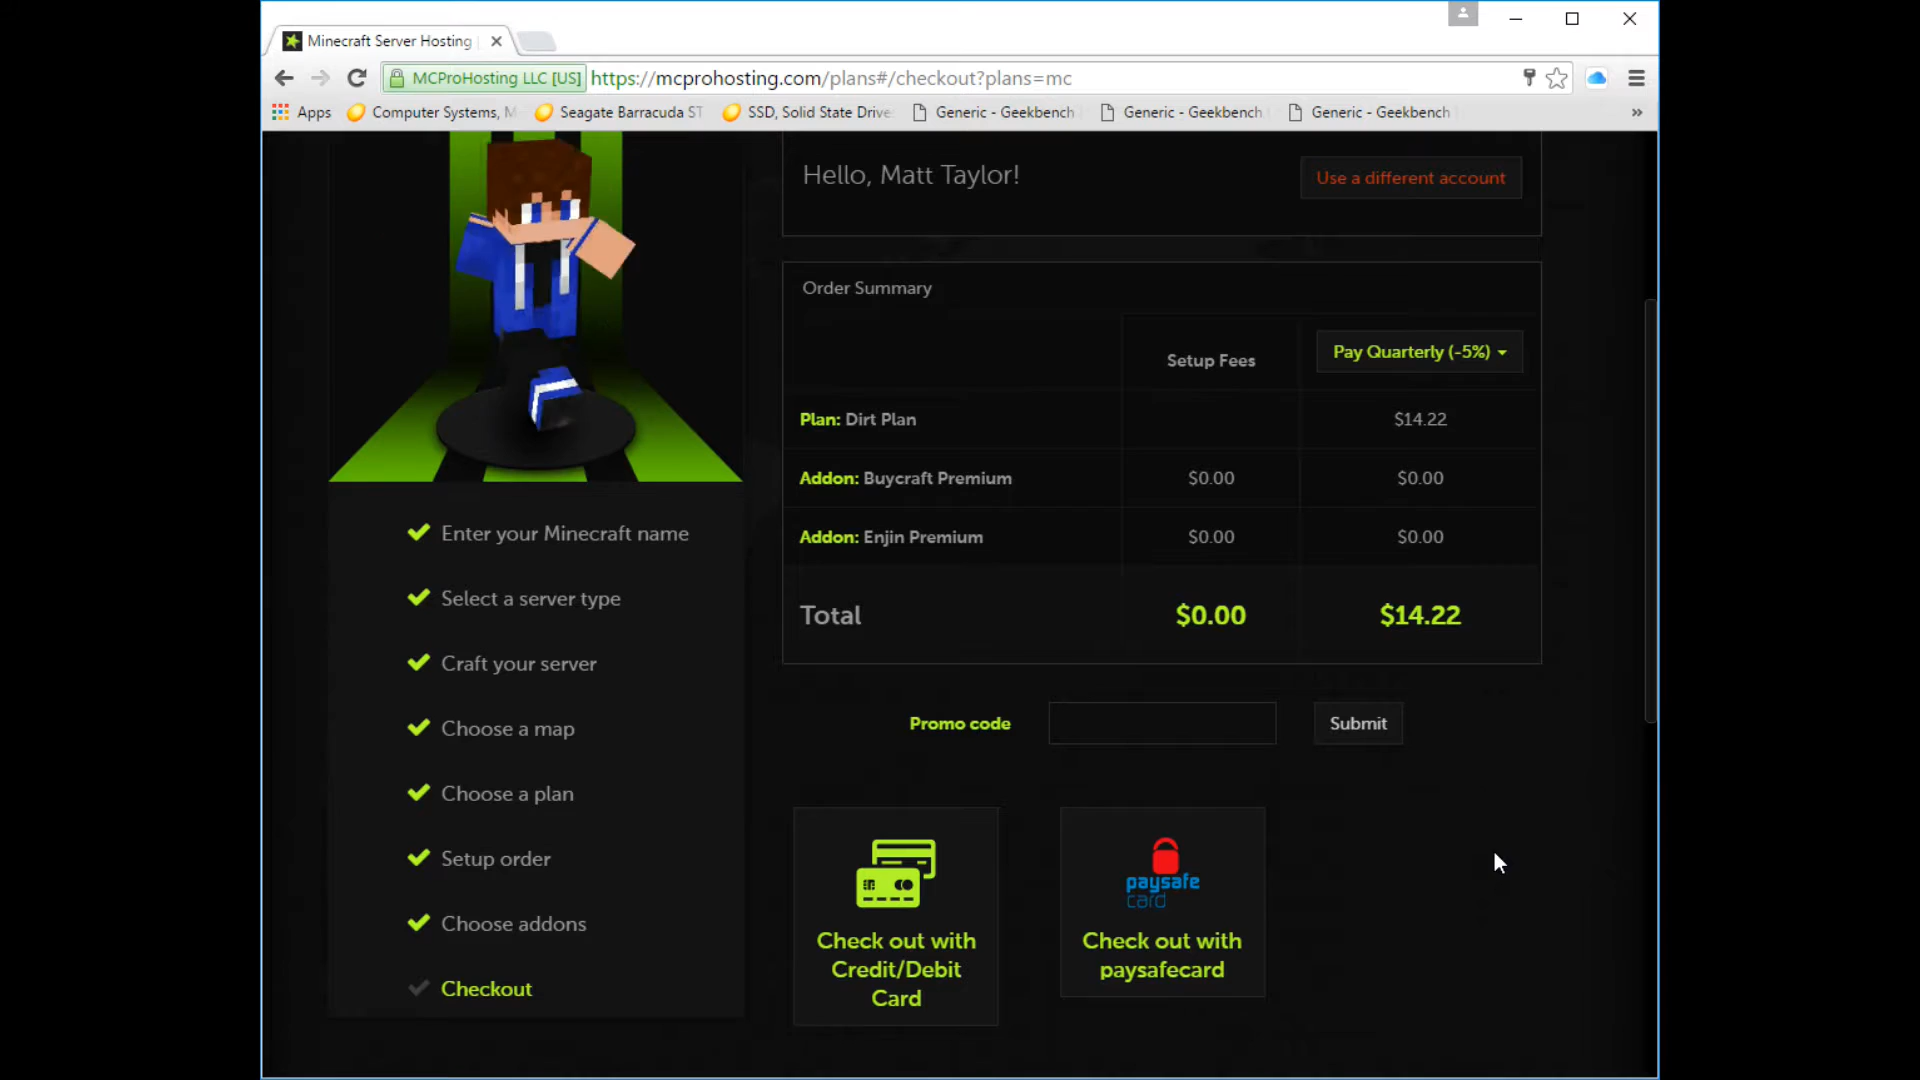 Minecraft Server Hosting
MCProHosting LLC [US] https://mcprohosting.com/plans#/checkout?plans=mc
Apps Computer Systems, M Seagate Barracuda ST SSD, Solid State Drive Generic - Geekbench Generic - Geekbench Generic - Geekbench »
Hello, Matt Taylor! Use a different account
Order Summary
Setup Fees Pay Quarterly (-5%)
Plan: Dirt Plan $14.22
Addon: Buycraft Premium $0.00 $0.00
Addon: Enjin Premium $0.00 $0.00
Total $0.00 $14.22
Promo code Submit
Enter your Minecraft name
Select a server type
Craft your server
Choose a map
Choose a plan
Setup order
Choose addons
Checkout
Check out with
Credit/Debit
Card
paysafe
card
Check out with
paysafecard